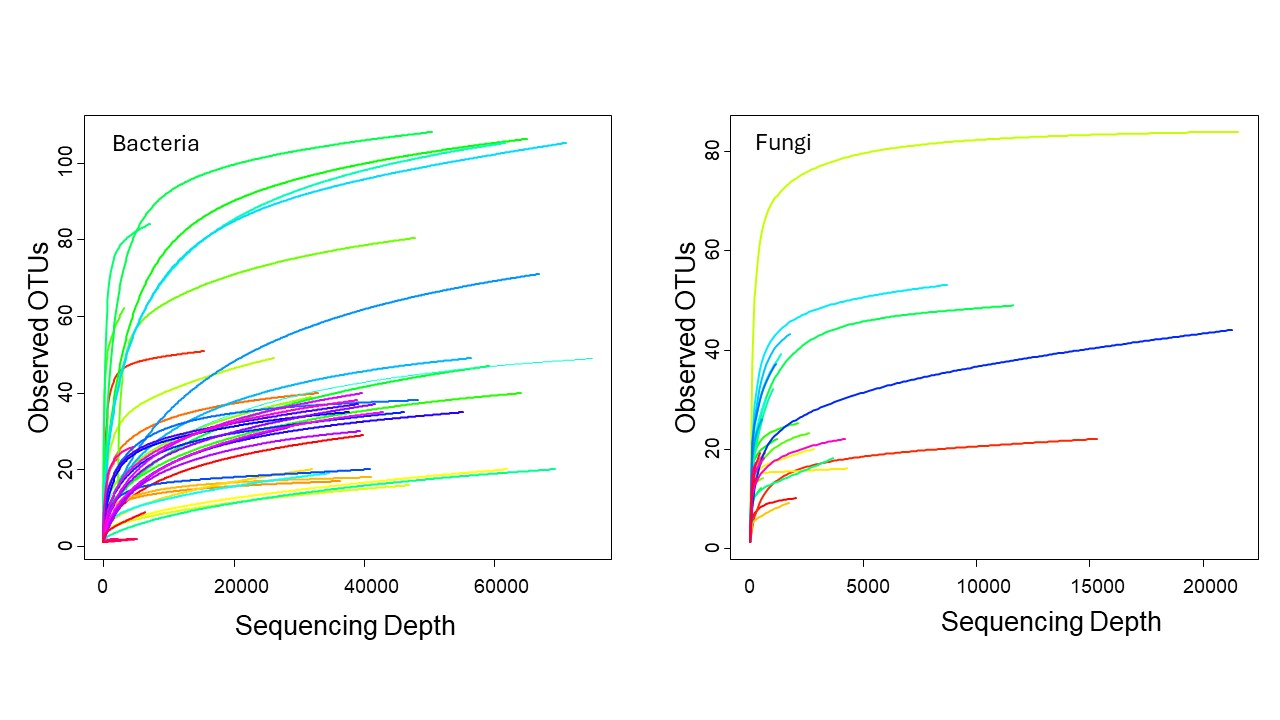 Bacteria
Observed OTUs
0
20
40
60
80
100
0 20000 40000 60000
Sequencing Depth
Fungi
Observed OTUs
0
20
40
60
80
0 5000 10000 15000 20000
Sequencing Depth